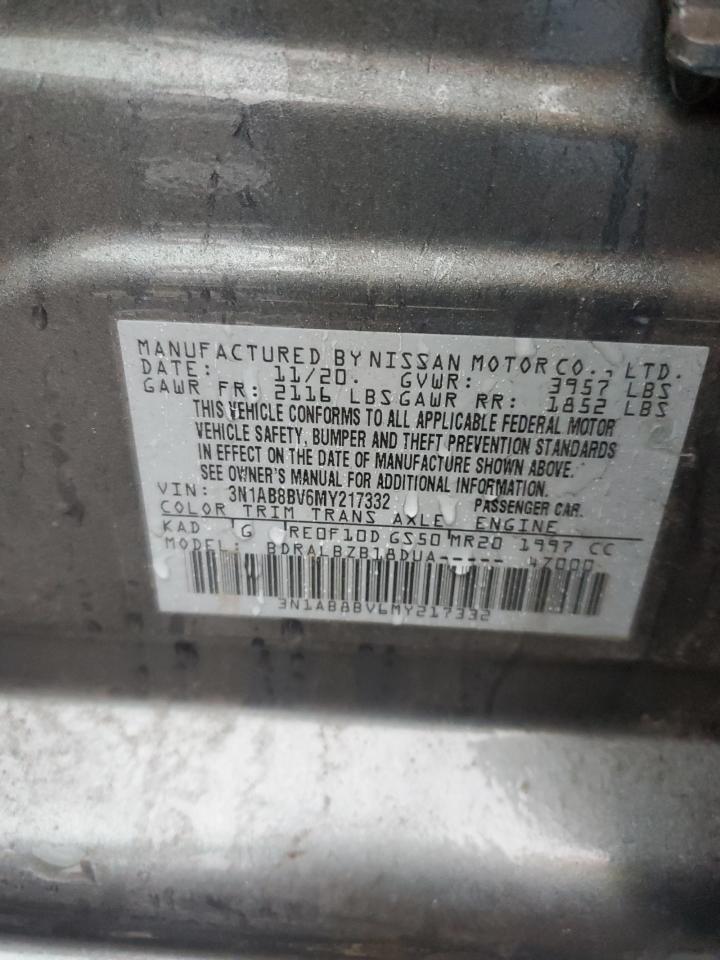 MANUFACTURED BY NISSAN MOTOR CO., LTD.
DATE: 11/20. GVWR: 3957 LBS
GAWR FR: 2116 LBS GAWR RR: 1852 LBS
THIS VEHICLE CONFORMS TO ALL APPLICABLE FEDERAL MOTOR
VEHICLE SAFETY, BUMPER AND THEFT PREVENTION STANDARDS
IN EFFECT ON THE DATE OF MANUFACTURE SHOWN ABOVE.
SEE OWNER'S MANUAL FOR ADDITIONAL INFORMATION.
VIN: 3N1AB8BV6MY217332 PASSENGER CAR.
COLOR TRIM TRANS AXLE ENGINE
KAD G RE0F10D GS50 MR20 1997 CC
MODEL: BDRALBZB18DUA----- 47000
3N1AB8BV6MY217332